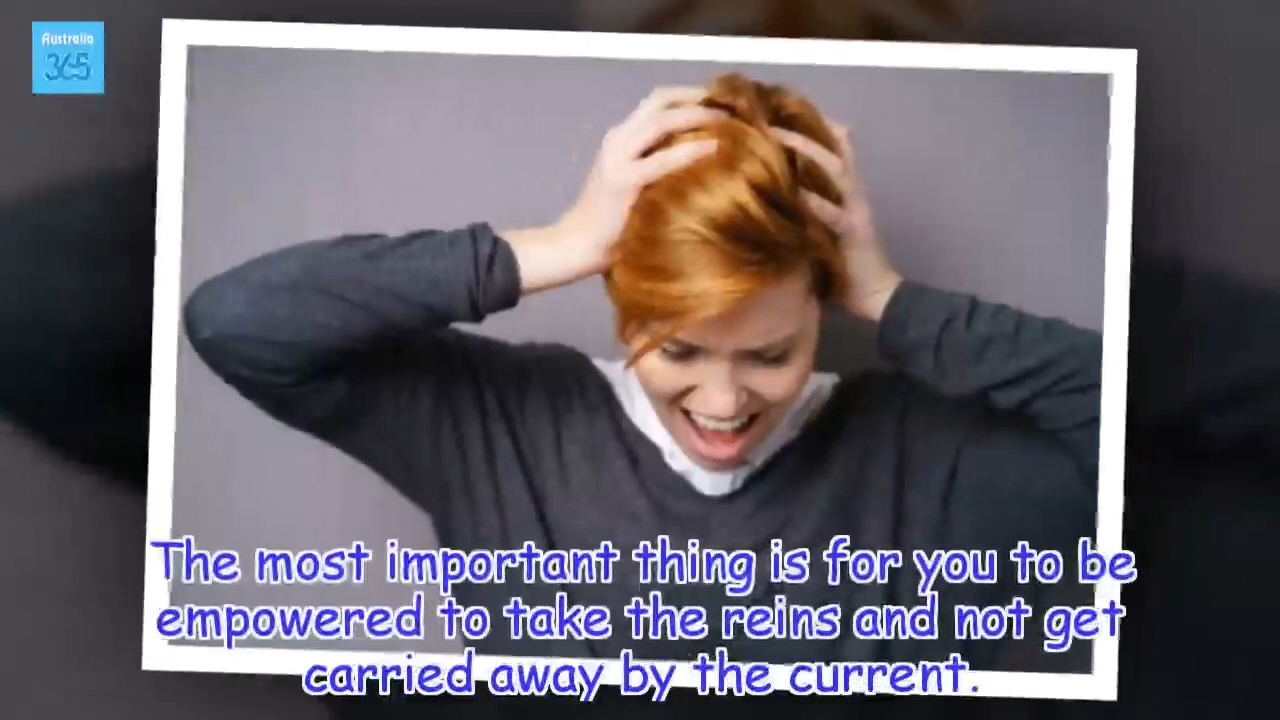 Australia
365
The most important thing is for you to be
empowered to take the reins and not get
carried away by the current.